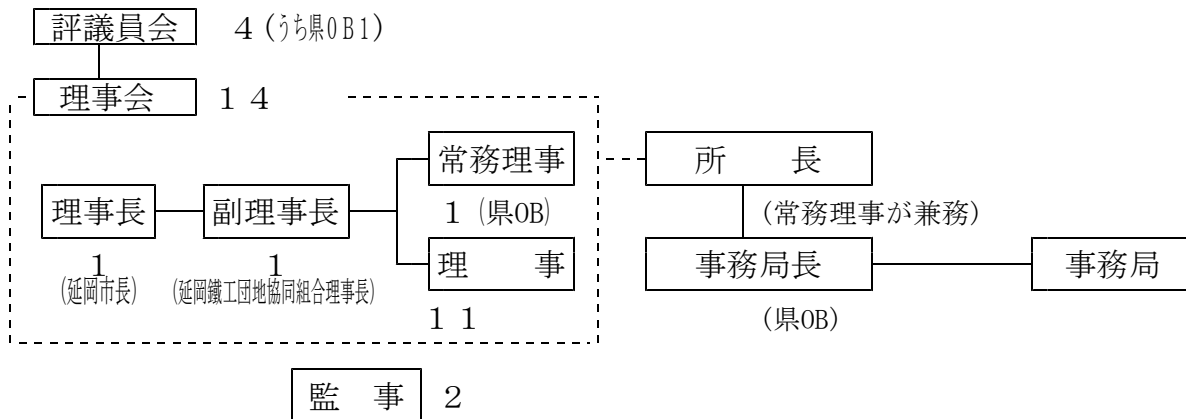 評議員会 ４(うち県ＯＢ１)
理事会 １４
常務理事 所　長
理事長 副理事長 １(県OB) (常務理事が兼務)
１ １ 理　事 事務局長 事務局
(延岡市長) (延岡鐵工団地協同組合理事長)
１１ (県OB)
監　事 ２